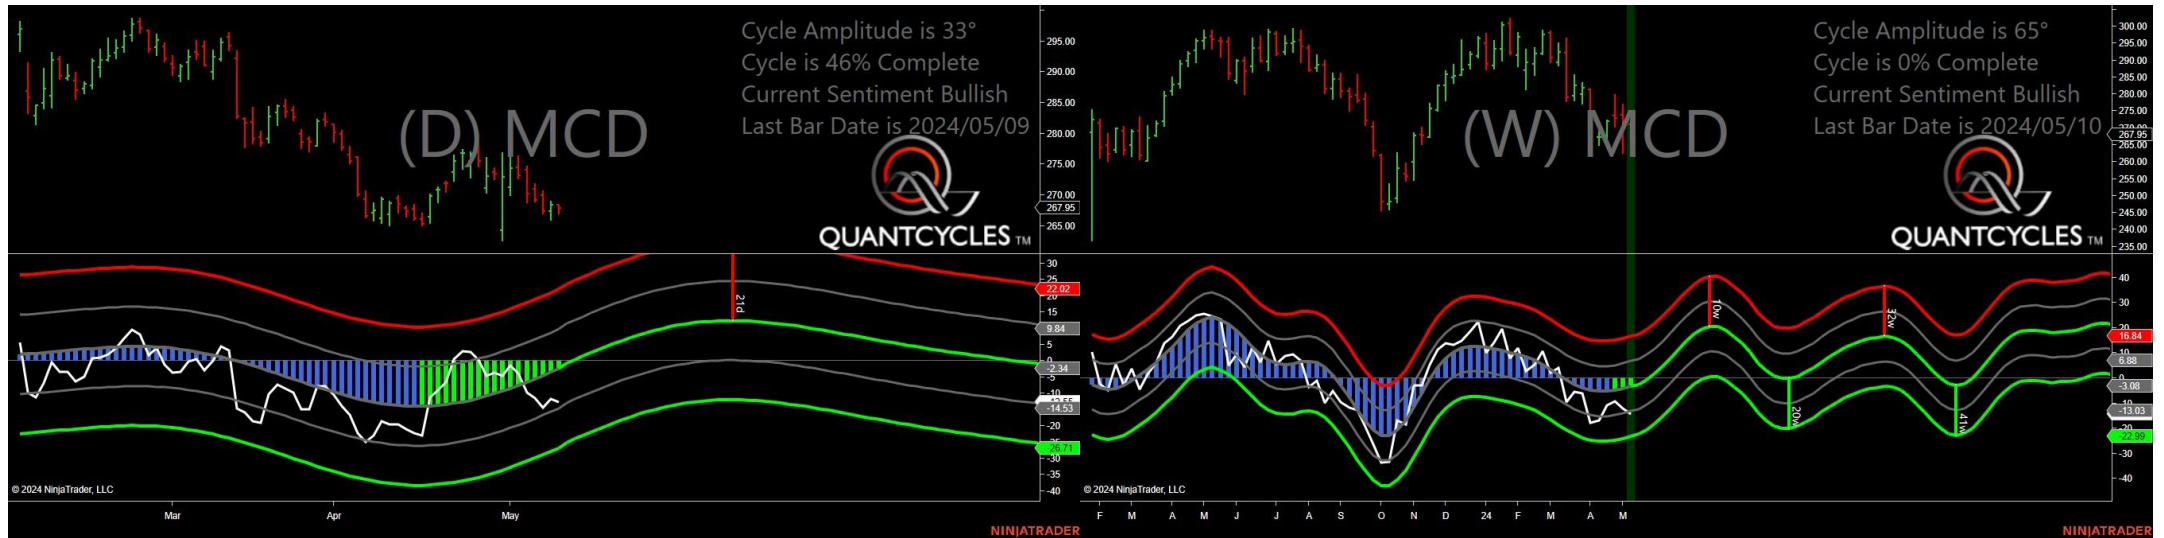 Cycle Amplitude is 33°
Cycle is 46% Complete
Current Sentiment Bullish
Last Bar Date is 2024/05/09
(D) MCD
QUANTCYCLES TM
295.00
290.00
285.00
280.00
275.00
270.00
267.95
265.00
30
25
22.02
20
15
9.84
5
0
-2.34
-5
-10
-14.53
-20
-26.71
-30
-35
-40
21d
© 2024 NinjaTrader, LLC
Mar Apr May
NINJATRADER
Cycle Amplitude is 65°
Cycle is 0% Complete
Current Sentiment Bullish
Last Bar Date is 2024/05/10
(W) MCD
QUANTCYCLES TM
300.00
295.00
290.00
285.00
280.00
275.00
267.95
260.00
255.00
250.00
245.00
240.00
235.00
40
30
20
16.84
10
6.88
0
-3.08
-10
-13.03
-20
-22.99
-30
-40
10w
20w
32w
41w
© 2024 NinjaTrader, LLC
F M A M J J A S O N D 24 F M A M
NINJATRADER